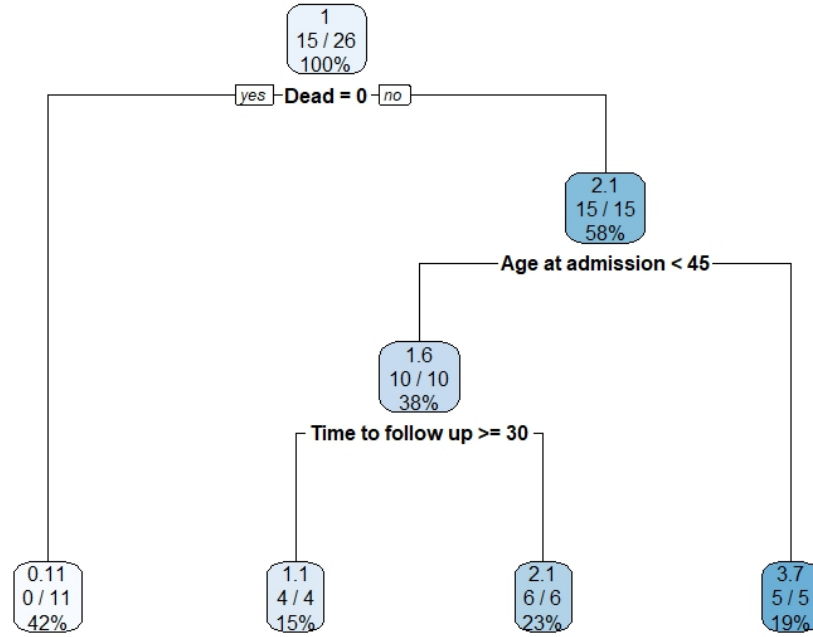 1
15 / 26
100%
yes Dead = 0 no
2.1
15 / 15
58%
Age at admission < 45
1.6
10 / 10
38%
Time to follow up >= 30
0.11 1.1 2.1 3.7
0 / 11 4 / 4 6 / 6 5 / 5
42% 15% 23% 19%